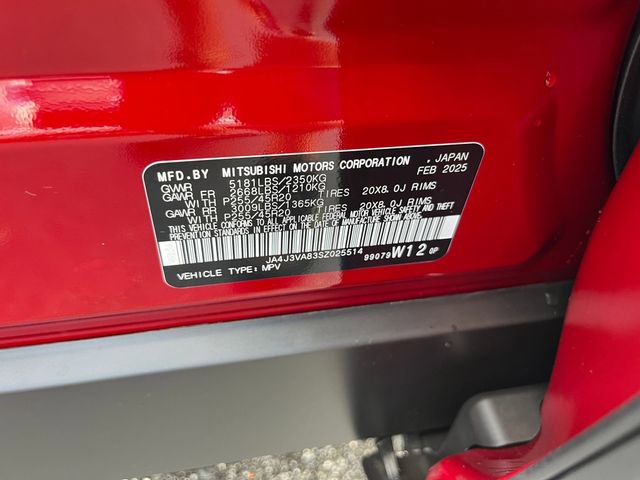 MFD.BY MITSUBISHI MOTORS CORPORATION , JAPAN
GVWR 5181LBS/2350KG FEB 2025
GAWR FR 2668LBS/1210KG
WITH P255/45R20 TIRES 20X8.0J RIMS
GAWR RR 3009LBS/1365KG
WITH P255/45R20 TIRES 20X8.0J RIMS
THIS VEHICLE CONFORMS TO ALL APPLICABLE FEDERAL MOTOR VEHICLE SAFETY AND THEFT
PREVENTION STANDARDS IN EFFECT ON THE DATE OF MANUFACTURE SHOWN ABOVE.
JA4J3VA83SZ025514 99079 W12 0P
VEHICLE TYPE: MPV